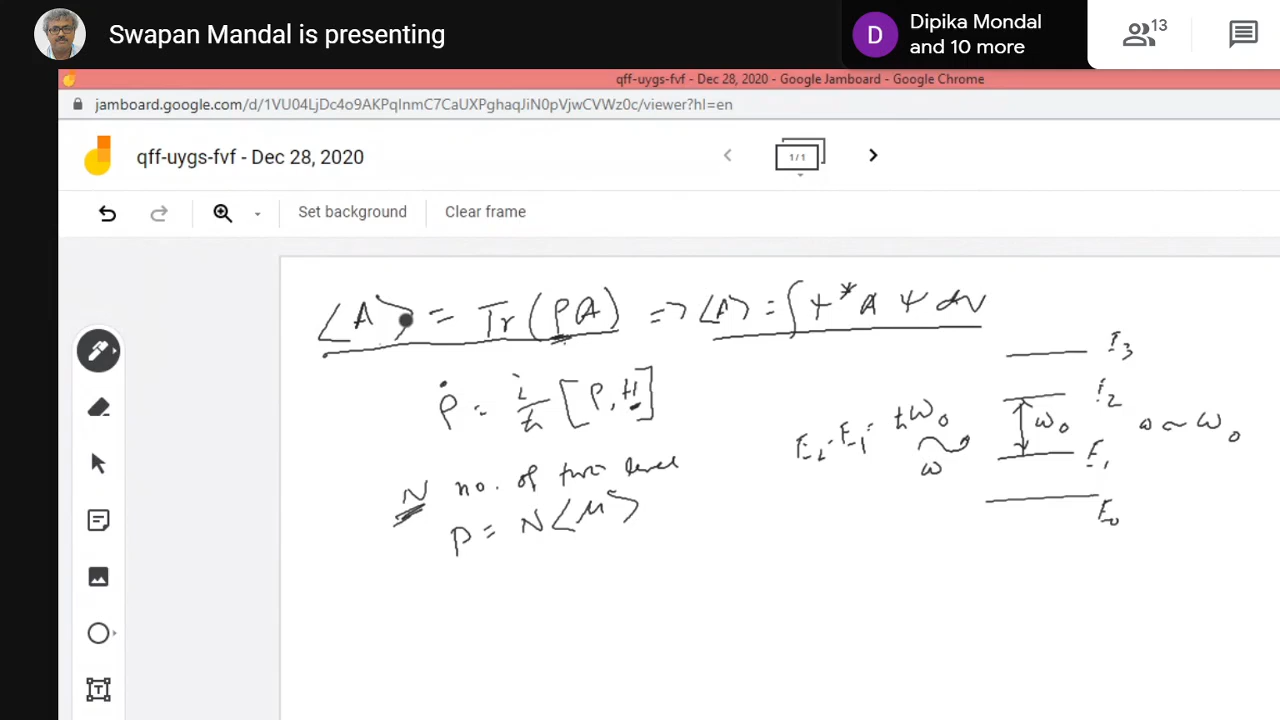 Swapan Mandal is presenting
D
Dipika Mondal
and 10 more
13
qff-uygs-fvf - Dec 28, 2020 - Google Jamboard - Google Chrome
jamboard.google.com/d/1VU04LjDc4o9AKPqInmC7CaUXPghaqJiN0pVjwCVWz0c/viewer?hl=en
qff-uygs-fvf - Dec 28, 2020
1/1
Set background
Clear frame
⟨A⟩ = Tr(ρA) => ⟨A⟩ = ∫ψ*Aψ dv
ρ̇ = i/ħ [ρ, H]
N no. of two level
P = N⟨μ⟩
E₃
E₂
E₂-E₁ = ħω₀
ω
ω₀
ω ~ ω₀
E₁
E₀
T